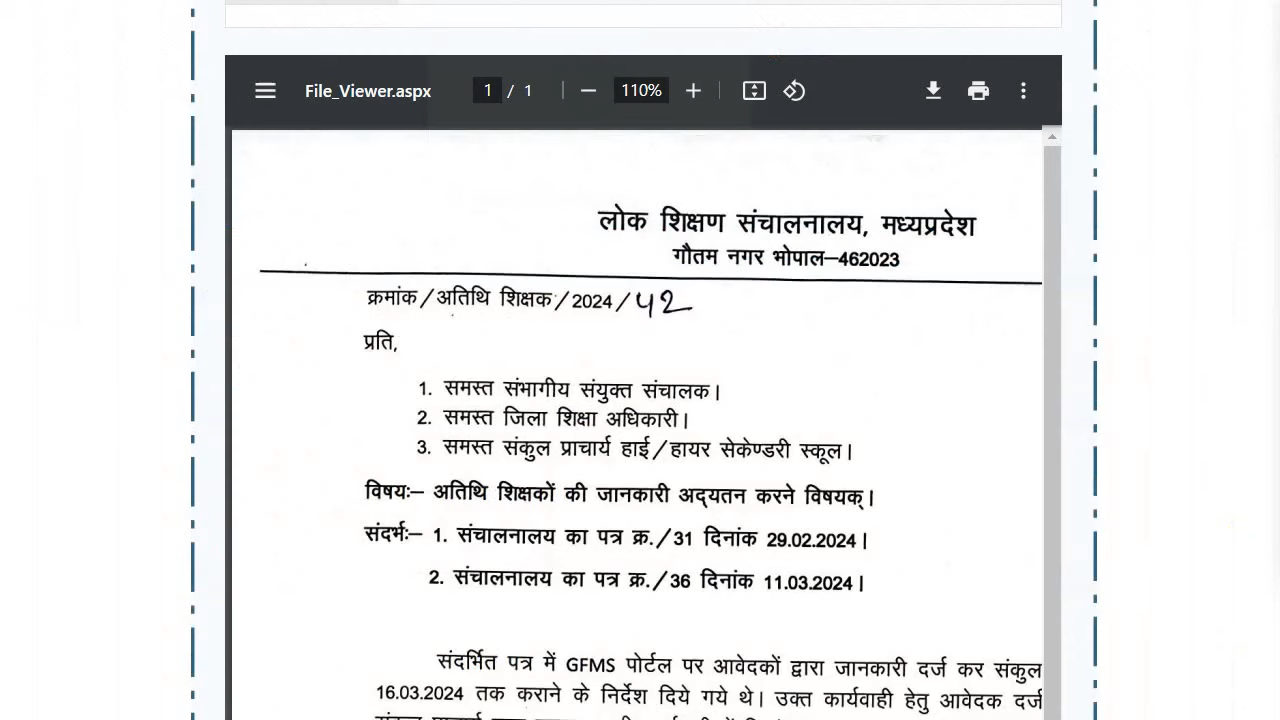 File_Viewer.aspx 1 / 1 110%
लोक शिक्षण संचालनालय, मध्यप्रदेश
गौतम नगर भोपाल–462023
क्रमांक/अतिथि शिक्षक/2024/42
प्रति,
1. समस्त संभागीय संयुक्त संचालक।
2. समस्त जिला शिक्षा अधिकारी।
3. समस्त संकुल प्राचार्य हाई/हायर सेकेण्डरी स्कूल।
विषयः– अतिथि शिक्षकों की जानकारी अद्यतन करने विषयक्।
संदर्भः– 1. संचालनालय का पत्र क्र./31 दिनांक 29.02.2024।
2. संचालनालय का पत्र क्र./36 दिनांक 11.03.2024।
संदर्भित पत्र में GFMS पोर्टल पर आवेदकों द्वारा जानकारी दर्ज कर संकुल
16.03.2024 तक कराने के निर्देश दिये गये थे। उक्त कार्यवाही हेतु आवेदक दर्ज